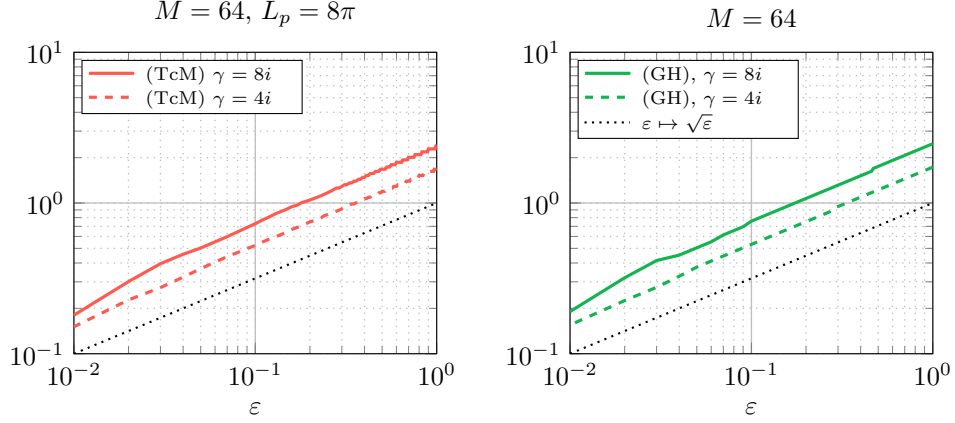 M = 64, L_p = 8π
10^1
10^0
10^{-1}
(TcM) γ = 8i
(TcM) γ = 4i
10^{-2}
10^{-1}
10^0
ε
M = 64
10^1
10^0
10^{-1}
(GH), γ = 8i
(GH), γ = 4i
ε ↦ √ε
10^{-2}
10^{-1}
10^0
ε